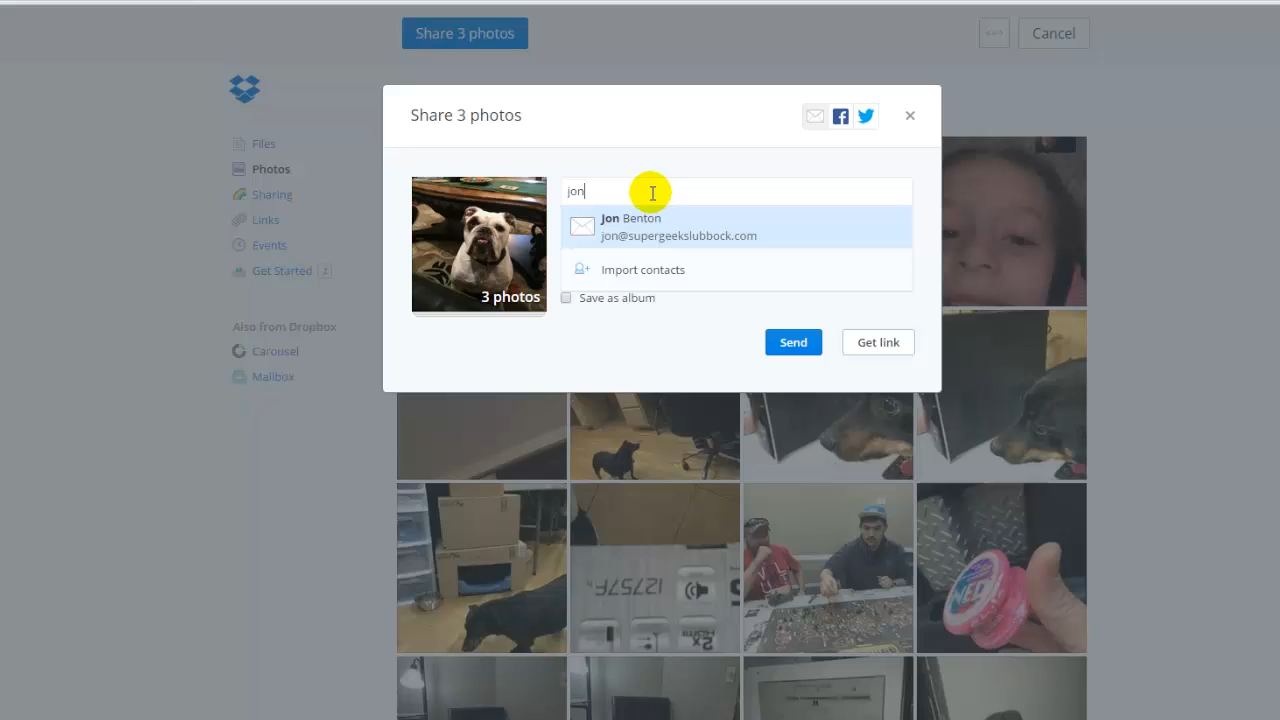 Share 3 photos
Cancel
Share 3 photos
Files
Photos
Sharing
Links
Events
Get Started 2
Also from Dropbox
Carousel
Mailbox
jon
Jon Benton
jon@supergeekslubbock.com
Import contacts
3 photos
Save as album
Send
Get link